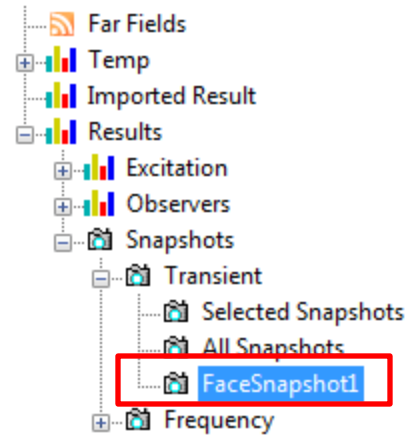 Far Fields
Temp
Imported Result
Results
Excitation
Observers
Snapshots
Transient
Selected Snapshots
All Snapshots
FaceSnapshot1
Frequency